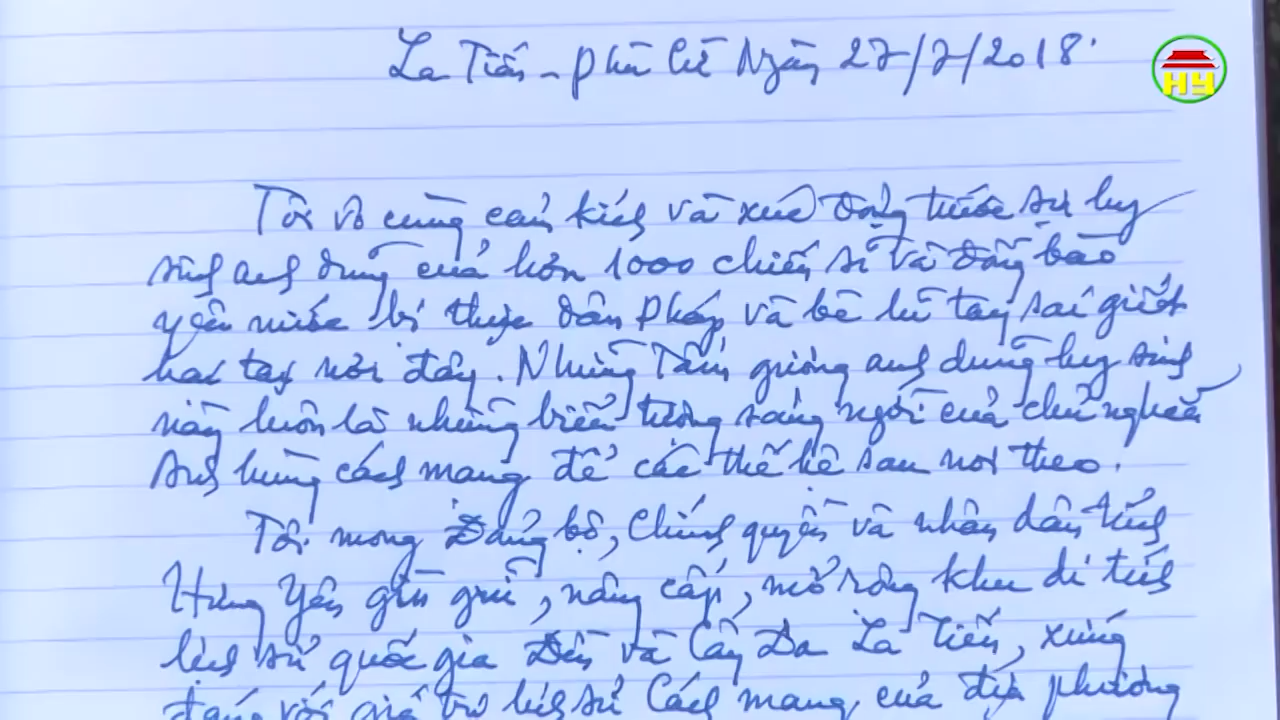 La Tiến - Phù Cừ Ngày 27/7/2018.
HY
Tôi vô cùng cảm kích và xúc động trước sự hy
sinh anh dũng của hơn 1000 chiến sĩ và đồng bào
yêu nước bị thực dân Pháp và bè lũ tay sai giết
hại tại nơi đây. Những Tấm gương anh dũng hy sinh
này luôn là những biểu tượng sáng ngời của chủ nghĩa
anh hùng cách mạng để các thế hệ sau noi theo.
Tôi mong Đảng bộ, Chính quyền và nhân dân tỉnh
Hưng Yên gìn giữ, nâng cấp, mở rộng khu di tích
lịch sử quốc gia Đền và Cây Đa La Tiến, xứng
đáng với giá trị lịch sử Cách mạng của địa phương